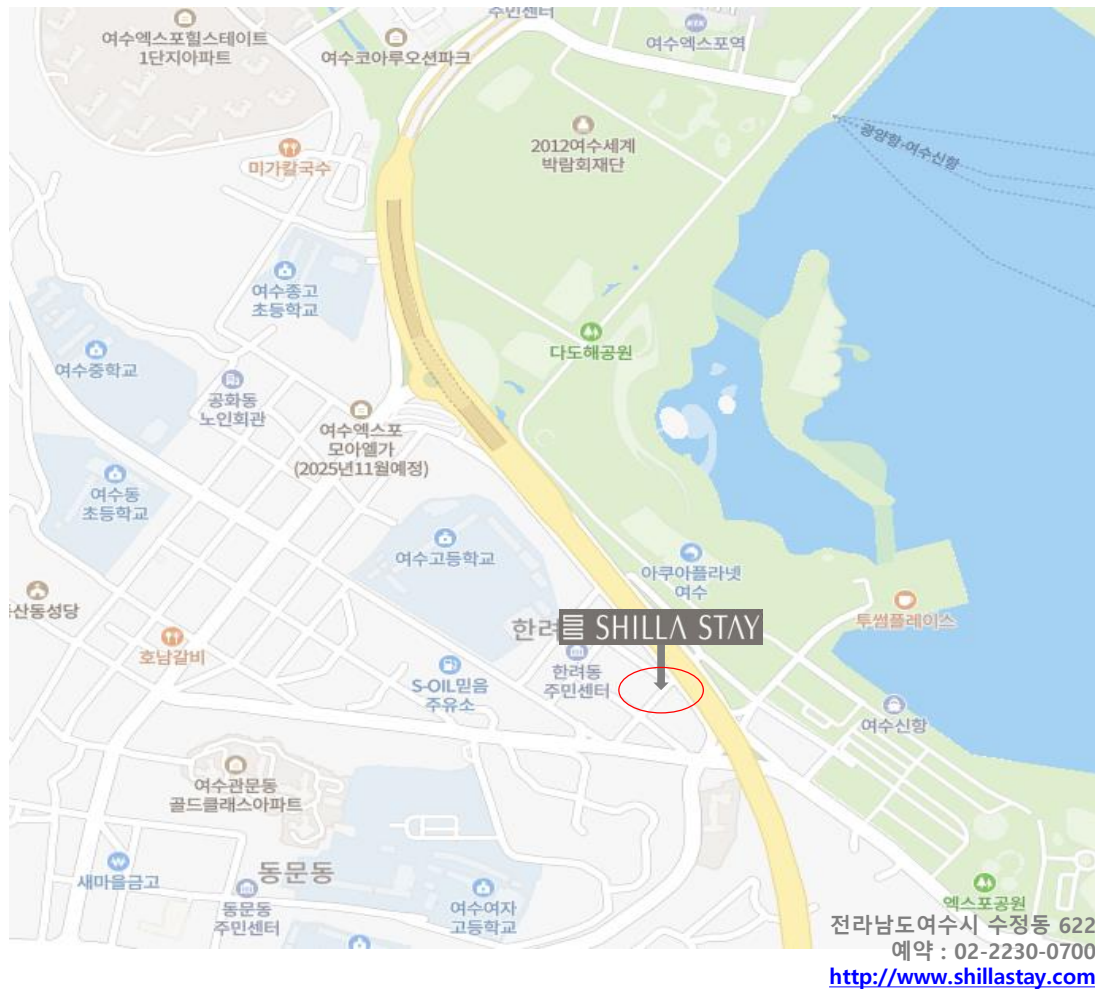 주민센터
여수엑스포힐스테이트
1단지아파트
여수코아루오션파크
KTX
여수엑스포역
광양항-여수신항
2012여수세계
박람회재단
미가칼국수
여수종고
초등학교
다도해공원
여수중학교
공화동
노인회관
여수엑스포
모아엘가
(2025년11월예정)
여수동
초등학교
여수고등학교
아쿠아플라넷
여수
산동성당
투썸플레이스
한려
SHILLA STAY
호남갈비
한려동
주민센터
S-OIL믿음
주유소
여수신항
여수관문동
골드클래스아파트
동문동
새마을금고
동문동
주민센터
여수여자
고등학교
엑스포공원
전라남도여수시 수정동 622
예약 : 02-2230-0700
http://www.shillastay.com